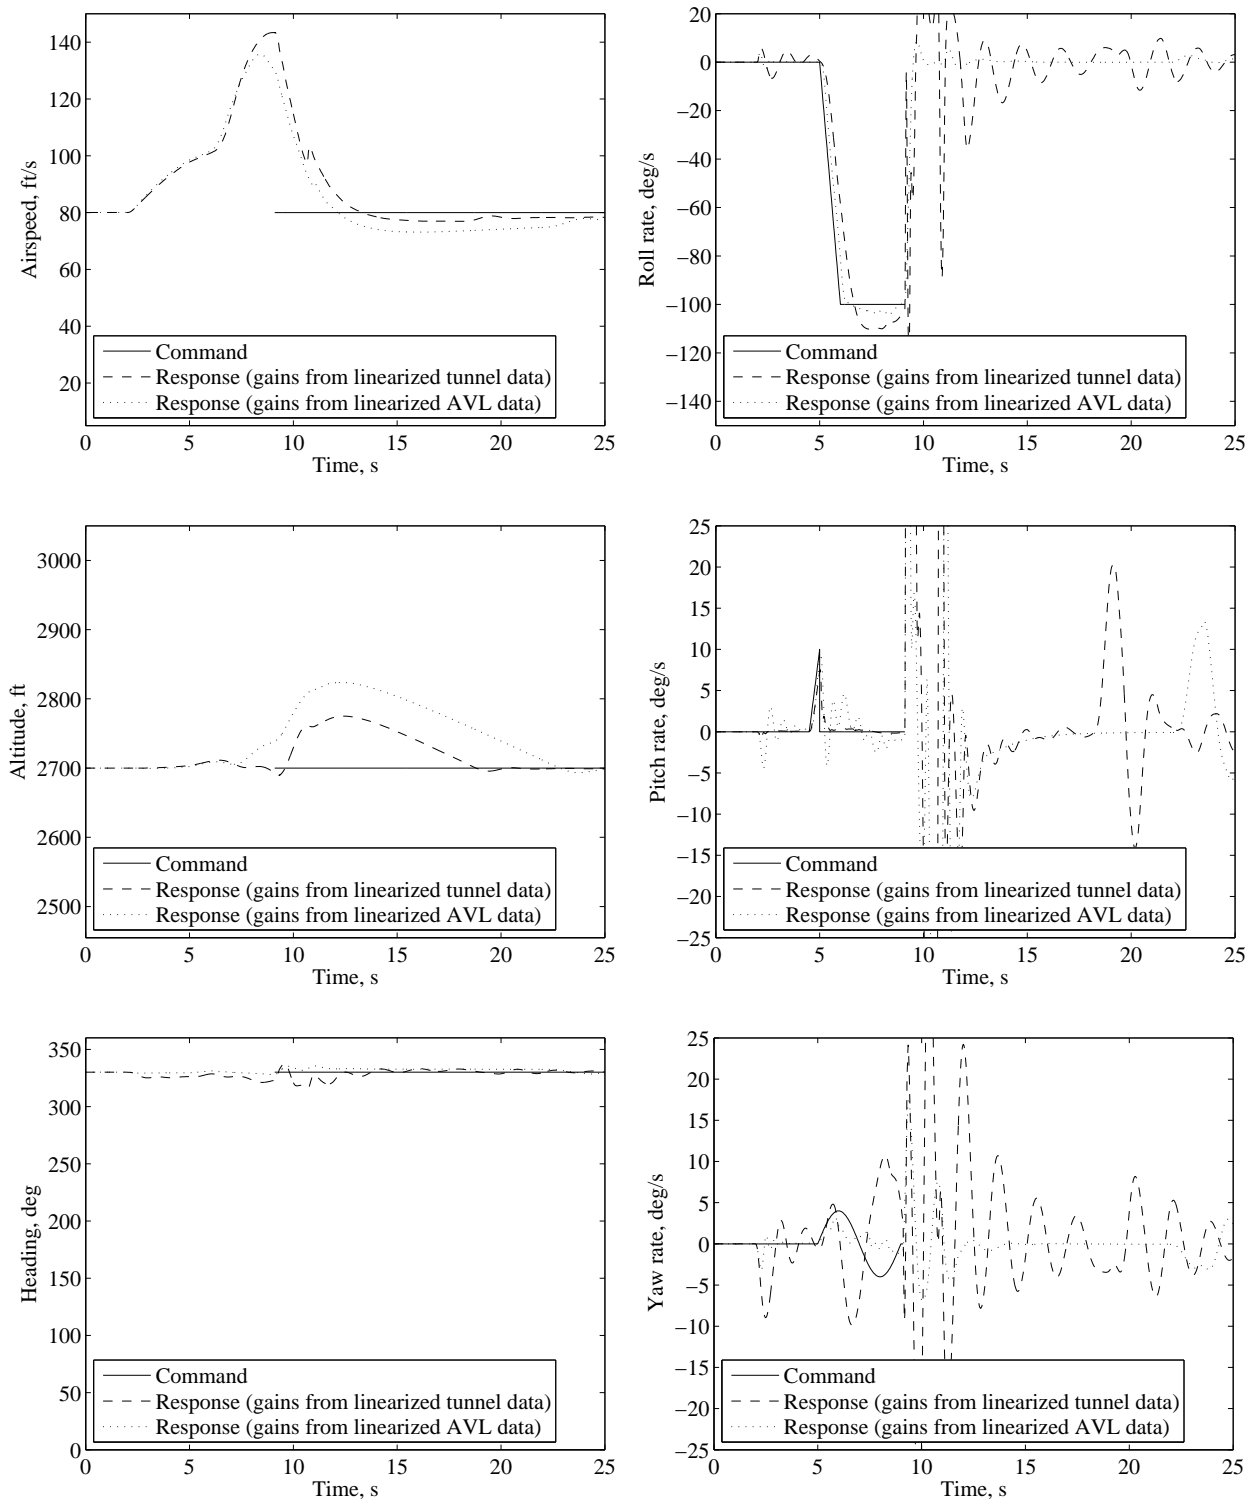 140
120
100
80
60
40
20
Airspeed, ft/s
Command
Response (gains from linearized tunnel data)
Response (gains from linearized AVL data)
0 5 10 15 20 25
Time, s
20
0
−20
−40
−60
−80
−100
−120
−140
Roll rate, deg/s
Command
Response (gains from linearized tunnel data)
Response (gains from linearized AVL data)
0 5 10 15 20 25
Time, s
3000
2900
2800
2700
2600
2500
Altitude, ft
Command
Response (gains from linearized tunnel data)
Response (gains from linearized AVL data)
0 5 10 15 20 25
Time, s
25
20
15
10
5
0
−5
−10
−15
−20
−25
Pitch rate, deg/s
Command
Response (gains from linearized tunnel data)
Response (gains from linearized AVL data)
0 5 10 15 20 25
Time, s
350
300
250
200
150
100
50
0
Heading, deg
Command
Response (gains from linearized tunnel data)
Response (gains from linearized AVL data)
0 5 10 15 20 25
Time, s
25
20
15
10
5
0
−5
−10
−15
−20
−25
Yaw rate, deg/s
Command
Response (gains from linearized tunnel data)
Response (gains from linearized AVL data)
0 5 10 15 20 25
Time, s